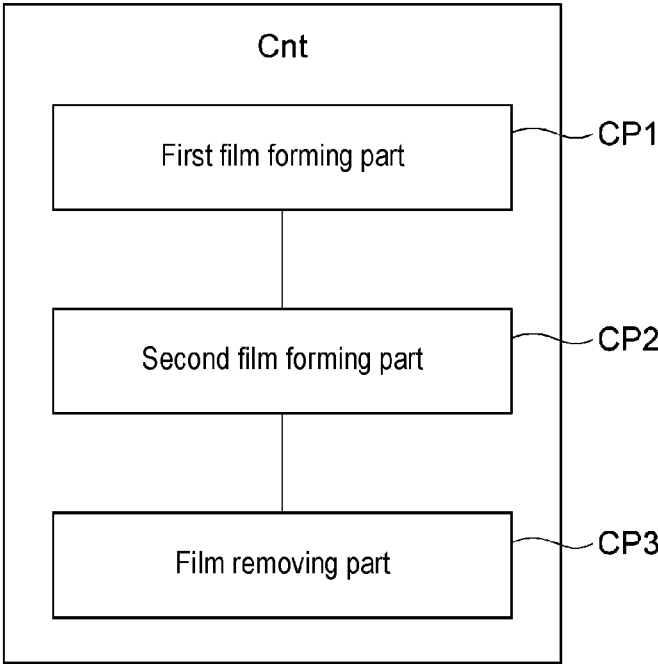 Cnt
First film forming part
CP1
Second film forming part
CP2
Film removing part
CP3